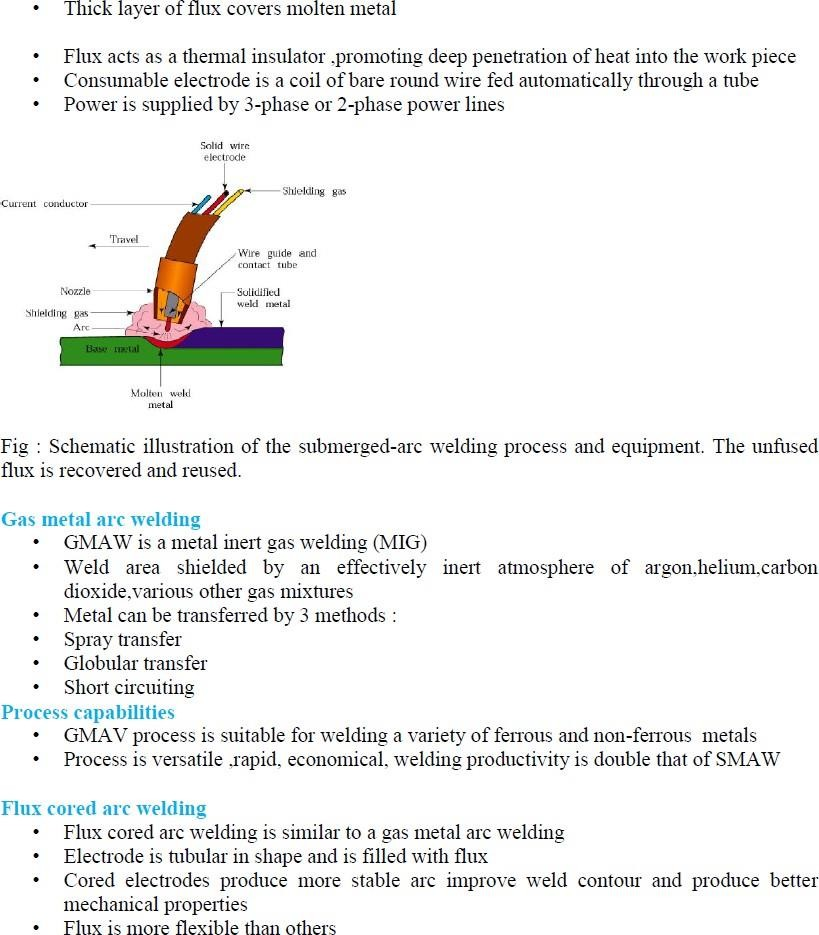 • Thick layer of flux covers molten metal
• Flux acts as a thermal insulator ,promoting deep penetration of heat into the work piece
• Consumable electrode is a coil of bare round wire fed automatically through a tube
• Power is supplied by 3-phase or 2-phase power lines
Solid wire
electrode
Shielding gas
Current conductor
Travel
Wire guide and
contact tube
Nozzle
Solidified
weld metal
Shielding gas
Arc
Base metal
Molten weld
metal
Fig : Schematic illustration of the submerged-arc welding process and equipment. The unfused
flux is recovered and reused.
Gas metal arc welding
• GMAW is a metal inert gas welding (MIG)
• Weld area shielded by an effectively inert atmosphere of argon,helium,carbon
dioxide,various other gas mixtures
• Metal can be transferred by 3 methods :
• Spray transfer
• Globular transfer
• Short circuiting
Process capabilities
• GMAV process is suitable for welding a variety of ferrous and non-ferrous metals
• Process is versatile ,rapid, economical, welding productivity is double that of SMAW
Flux cored arc welding
• Flux cored arc welding is similar to a gas metal arc welding
• Electrode is tubular in shape and is filled with flux
• Cored electrodes produce more stable arc improve weld contour and produce better
mechanical properties
• Flux is more flexible than others